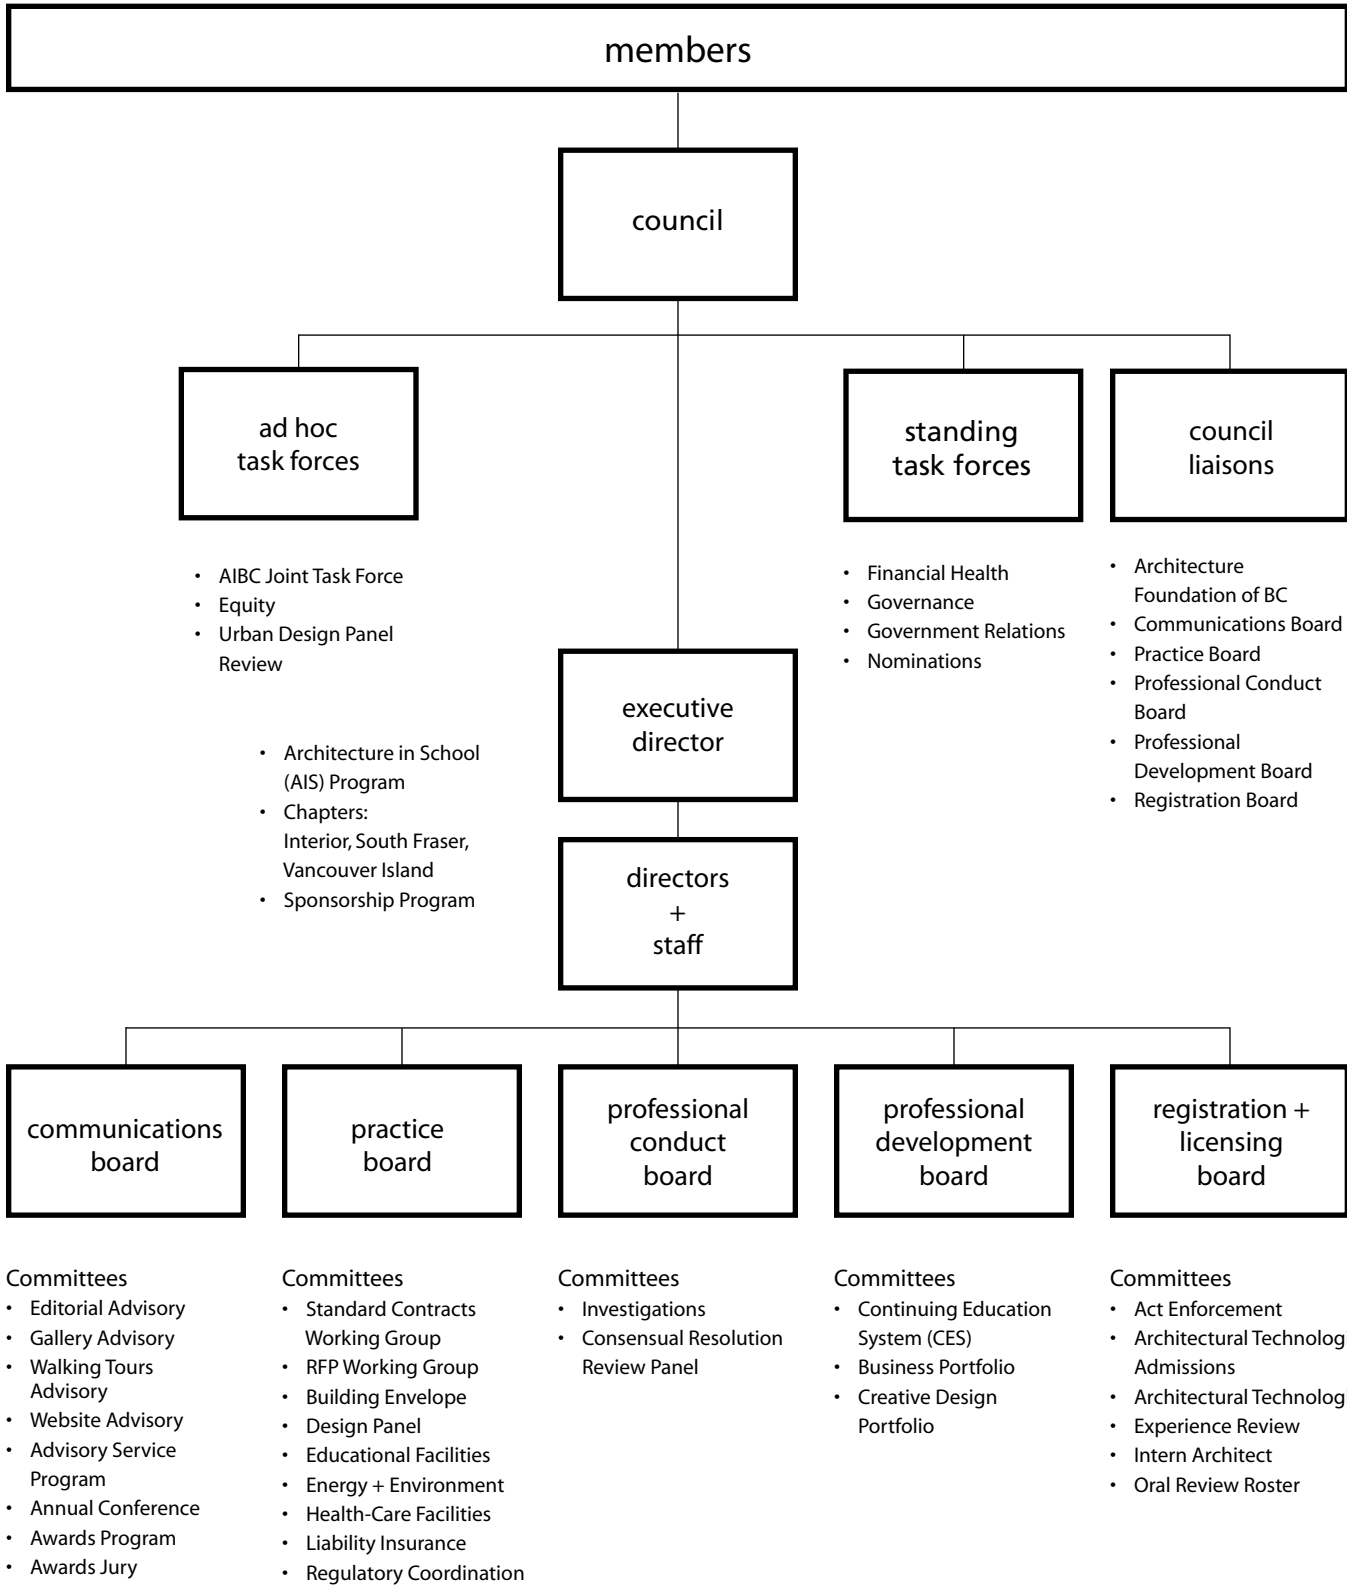 members
council
ad hoc
task forces
standing
task forces
council
liaisons
• AIBC Joint Task Force
• Equity
• Urban Design Panel
Review
• Financial Health
• Governance
• Government Relations
• Nominations
• Architecture
Foundation of BC
• Communications Board
• Practice Board
• Professional Conduct
Board
• Professional
Development Board
• Registration Board
executive
director
• Architecture in School
(AIS) Program
• Chapters:
Interior, South Fraser,
Vancouver Island
• Sponsorship Program
directors
+
staff
communications
board
practice
board
professional
conduct
board
professional
development
board
registration +
licensing
board
Committees
• Editorial Advisory
• Gallery Advisory
• Walking Tours
Advisory
• Website Advisory
• Advisory Service
Program
• Annual Conference
• Awards Program
• Awards Jury
Committees
• Standard Contracts
Working Group
• RFP Working Group
• Building Envelope
• Design Panel
• Educational Facilities
• Energy + Environment
• Health-Care Facilities
• Liability Insurance
• Regulatory Coordination
Committees
• Investigations
• Consensual Resolution
Review Panel
Committees
• Continuing Education
System (CES)
• Business Portfolio
• Creative Design
Portfolio
Committees
• Act Enforcement
• Architectural Technologi
Admissions
• Architectural Technologi
• Experience Review
• Intern Architect
• Oral Review Roster